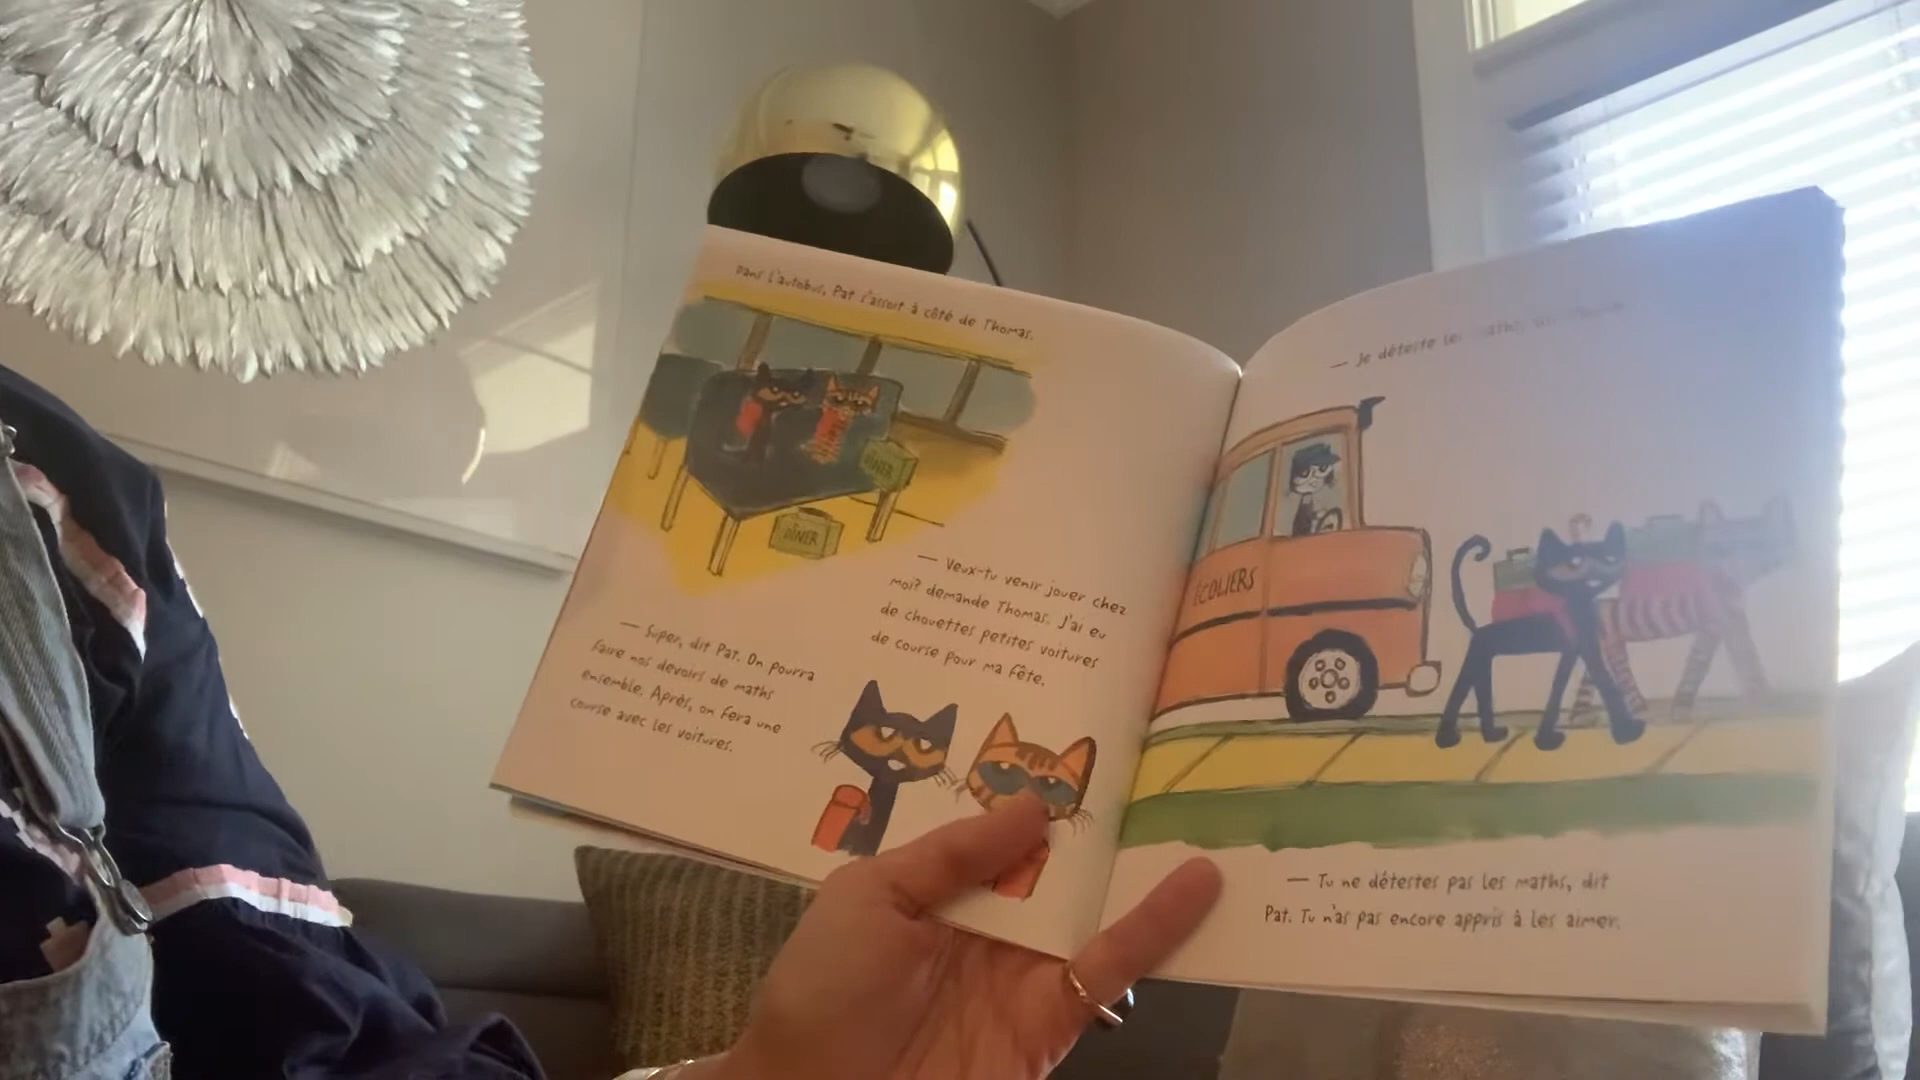 Dans l'autobus, Pat s'assoit à côté de Thomas.
DÎNER
DÎNER
— Veux-tu venir jouer chez
moi? demande Thomas. J'ai eu
de chouettes petites voitures
de course pour ma fête.
— Super, dit Pat. On pourra
faire nos devoirs de maths
ensemble. Après, on fera une
course avec les voitures.
— Je déteste les maths,
ÉCOLIERS
— Tu ne détestes pas les maths, dit
Pat. Tu n'as pas encore appris à les aimer.